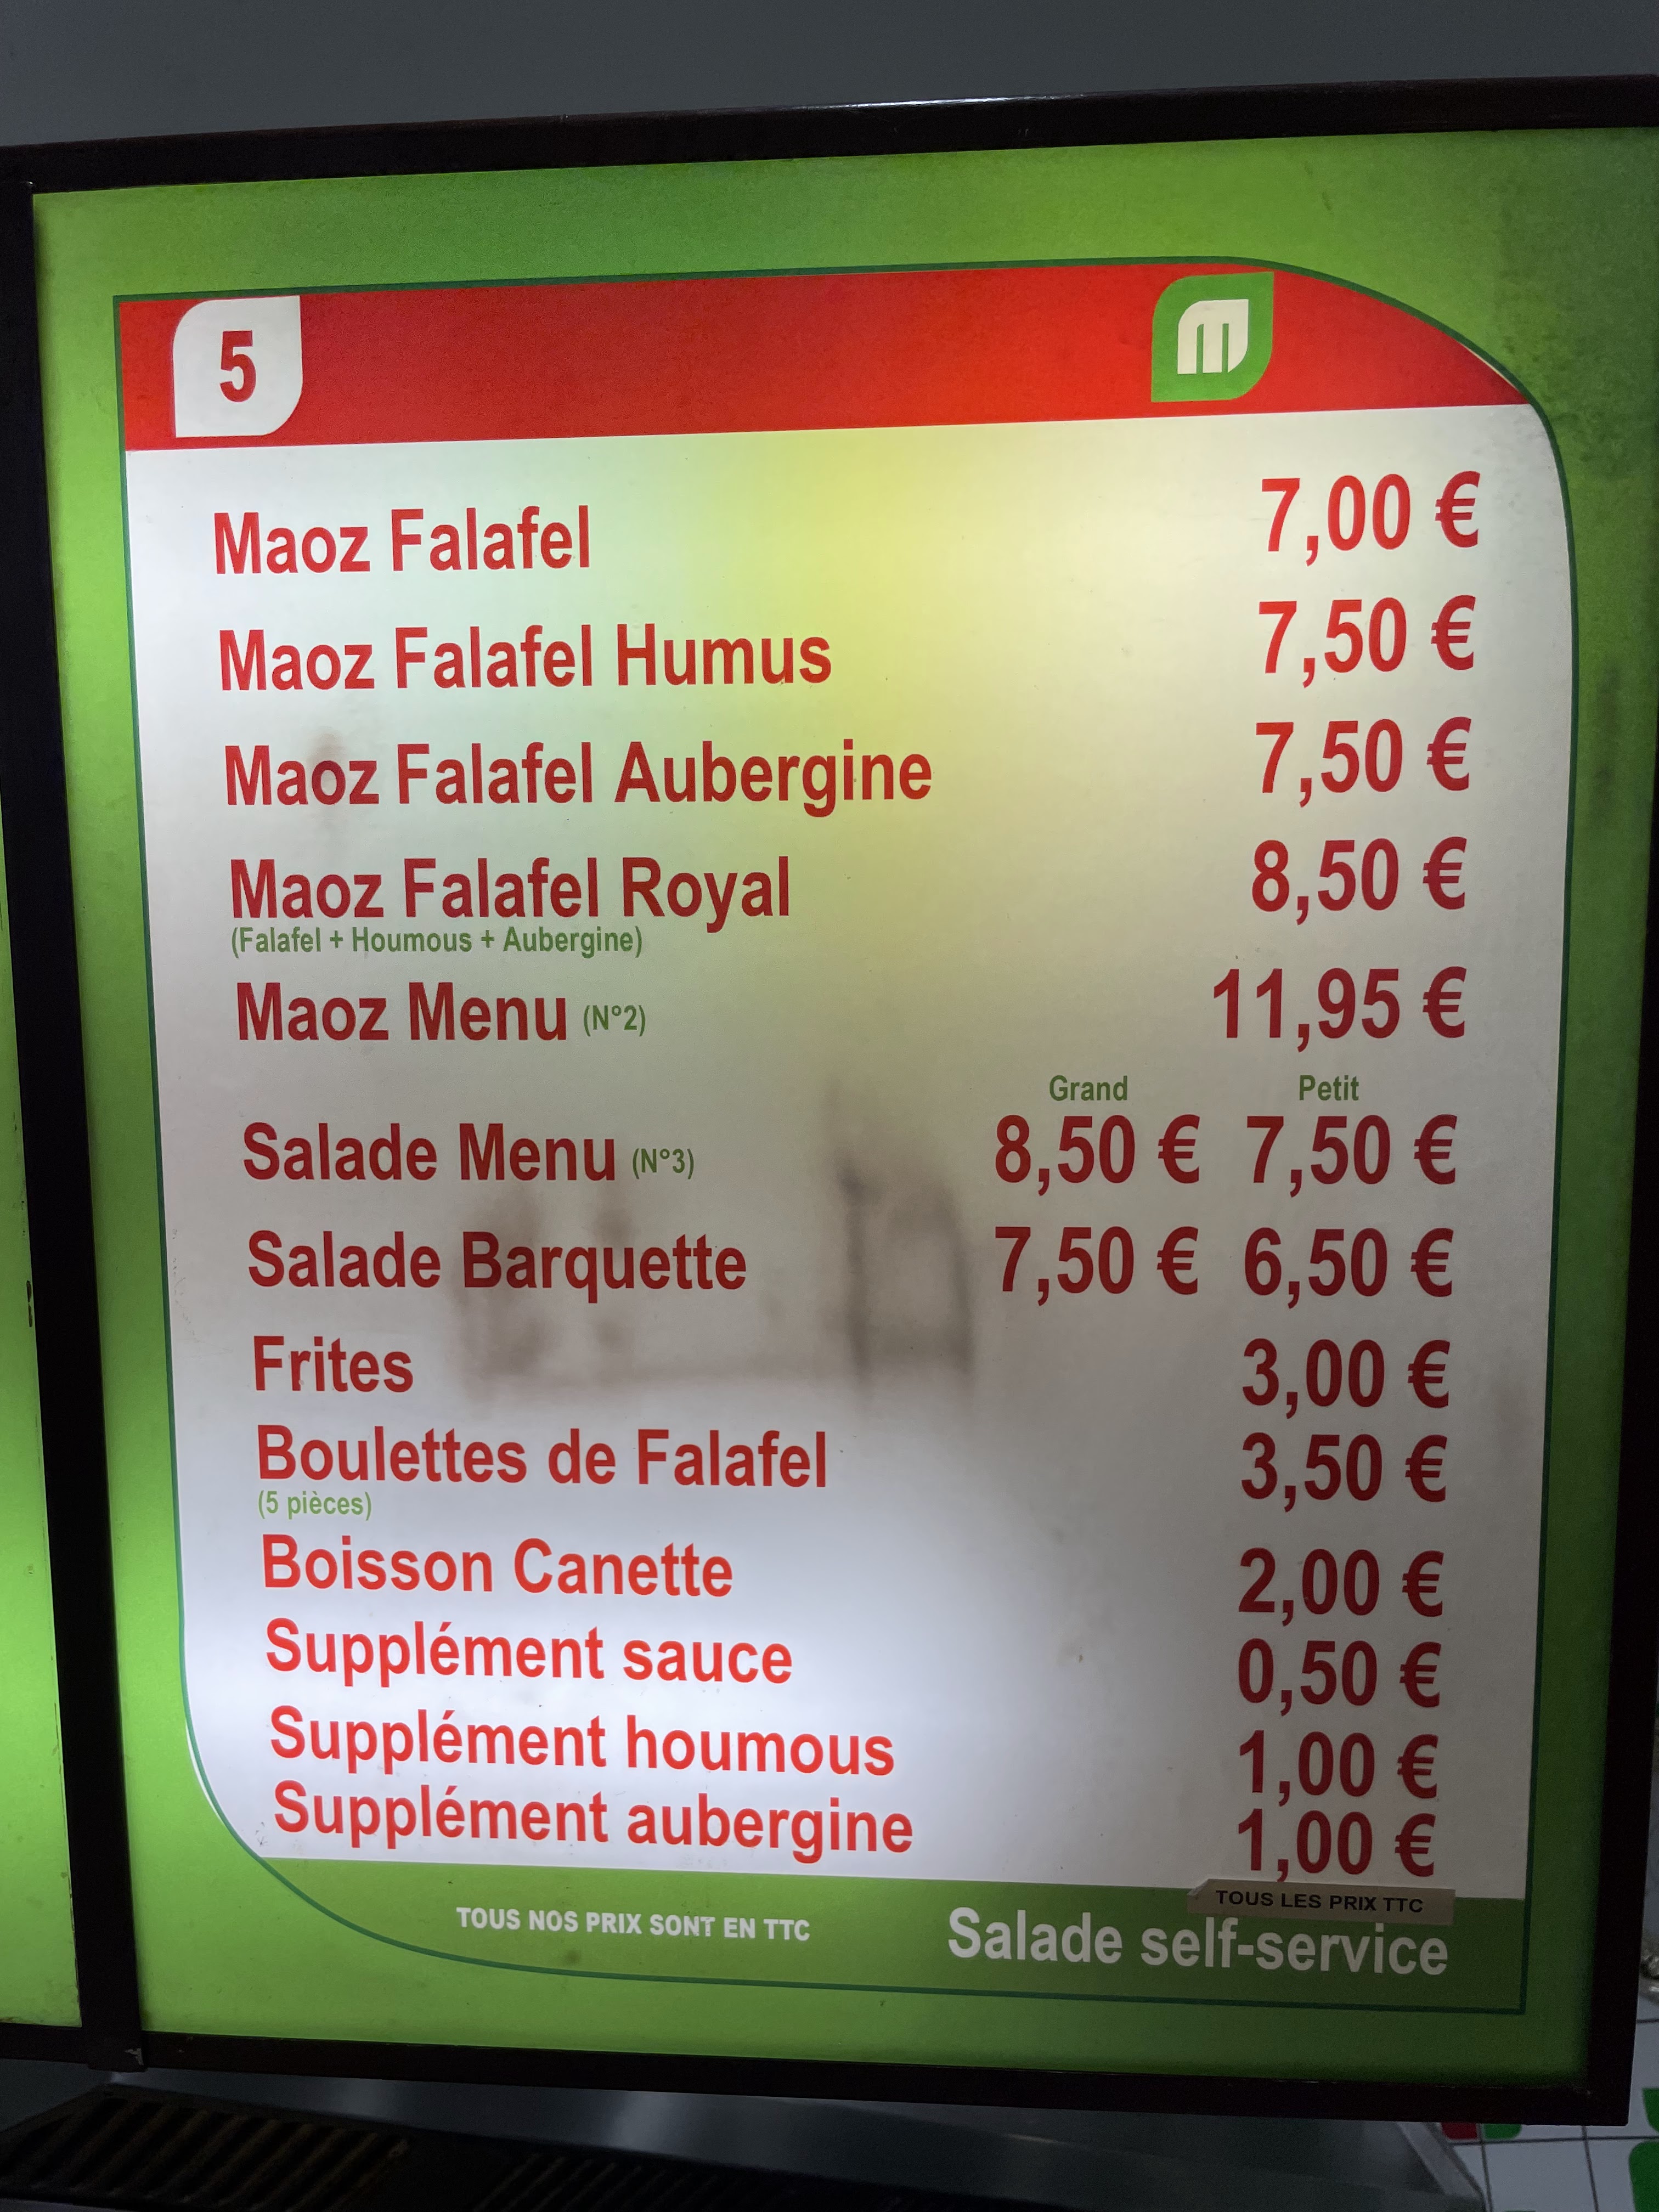 5 m
Maoz Falafel 7,00 €
Maoz Falafel Humus 7,50 €
Maoz Falafel Aubergine 7,50 €
Maoz Falafel Royal 8,50 €
(Falafel + Houmous + Aubergine)
Maoz Menu (N°2) 11,95 €
Grand Petit
Salade Menu (N°3) 8,50 € 7,50 €
Salade Barquette 7,50 € 6,50 €
Frites 3,00 €
Boulettes de Falafel 3,50 €
(5 pièces)
Boisson Canette 2,00 €
Supplément sauce 0,50 €
Supplément houmous 1,00 €
Supplément aubergine 1,00 €
TOUS LES PRIX TTC
TOUS NOS PRIX SONT EN TTC Salade self-service